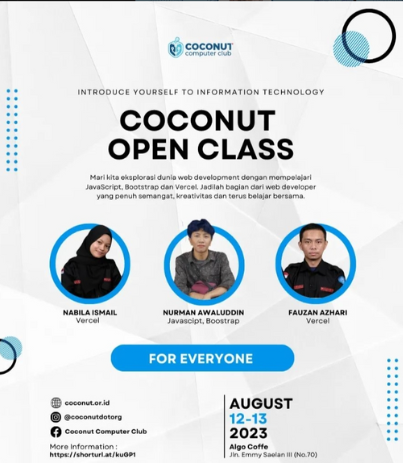 COCONUT
computer club
INTRODUCE YOURSELF TO INFORMATION TECHNOLOGY
COCONUT
OPEN CLASS
Mari kita eksplorasi dunia web development dengan mempelajari
JavaScript, Bootstrap dan Vercel. Jadilah bagian dari web developer
yang penuh semangat, kreativitas dan terus belajar bersama.
NABILA ISMAIL
Vercel
NURMAN AWALUDDIN
Javascipt, Boostrap
FAUZAN AZHARI
Vercel
FOR EVERYONE
coconut.or.id
@coconutdotorg
Coconut Computer Club
More Information :
https://shorturl.at/kuGP1
AUGUST
12-13
2023
Algo Coffe
Jln. Emmy Saelan III (No.70)